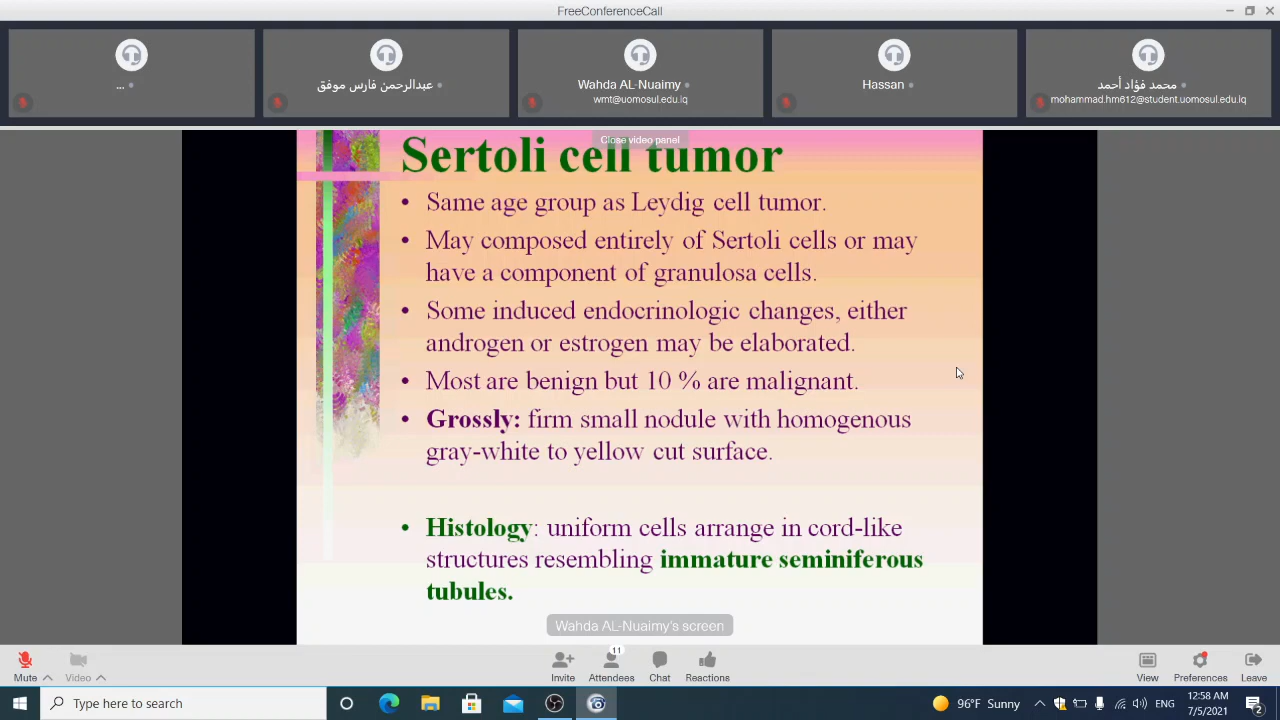 FreeConferenceCall
...
عبدالرحمن فارس موفق
Wahda AL-Nuaimy
wmt@uomosul.edu.iq
Hassan
محمد فؤاد أحمد
mohammad.hm612@student.uomosul.edu.iq
Close video panel
Sertoli cell tumor
• Same age group as Leydig cell tumor.
• May composed entirely of Sertoli cells or may
have a component of granulosa cells.
• Some induced endocrinologic changes, either
androgen or estrogen may be elaborated.
• Most are benign but 10 % are malignant.
• Grossly: firm small nodule with homogenous
gray-white to yellow cut surface.
• Histology: uniform cells arrange in cord-like
structures resembling immature seminiferous
tubules.
Wahda AL-Nuaimy's screen
Mute
Video
Invite
11
Attendees
Chat
Reactions
View
Preferences
Leave
Type here to search
96°F Sunny
ENG
12:58 AM
7/5/2021
2